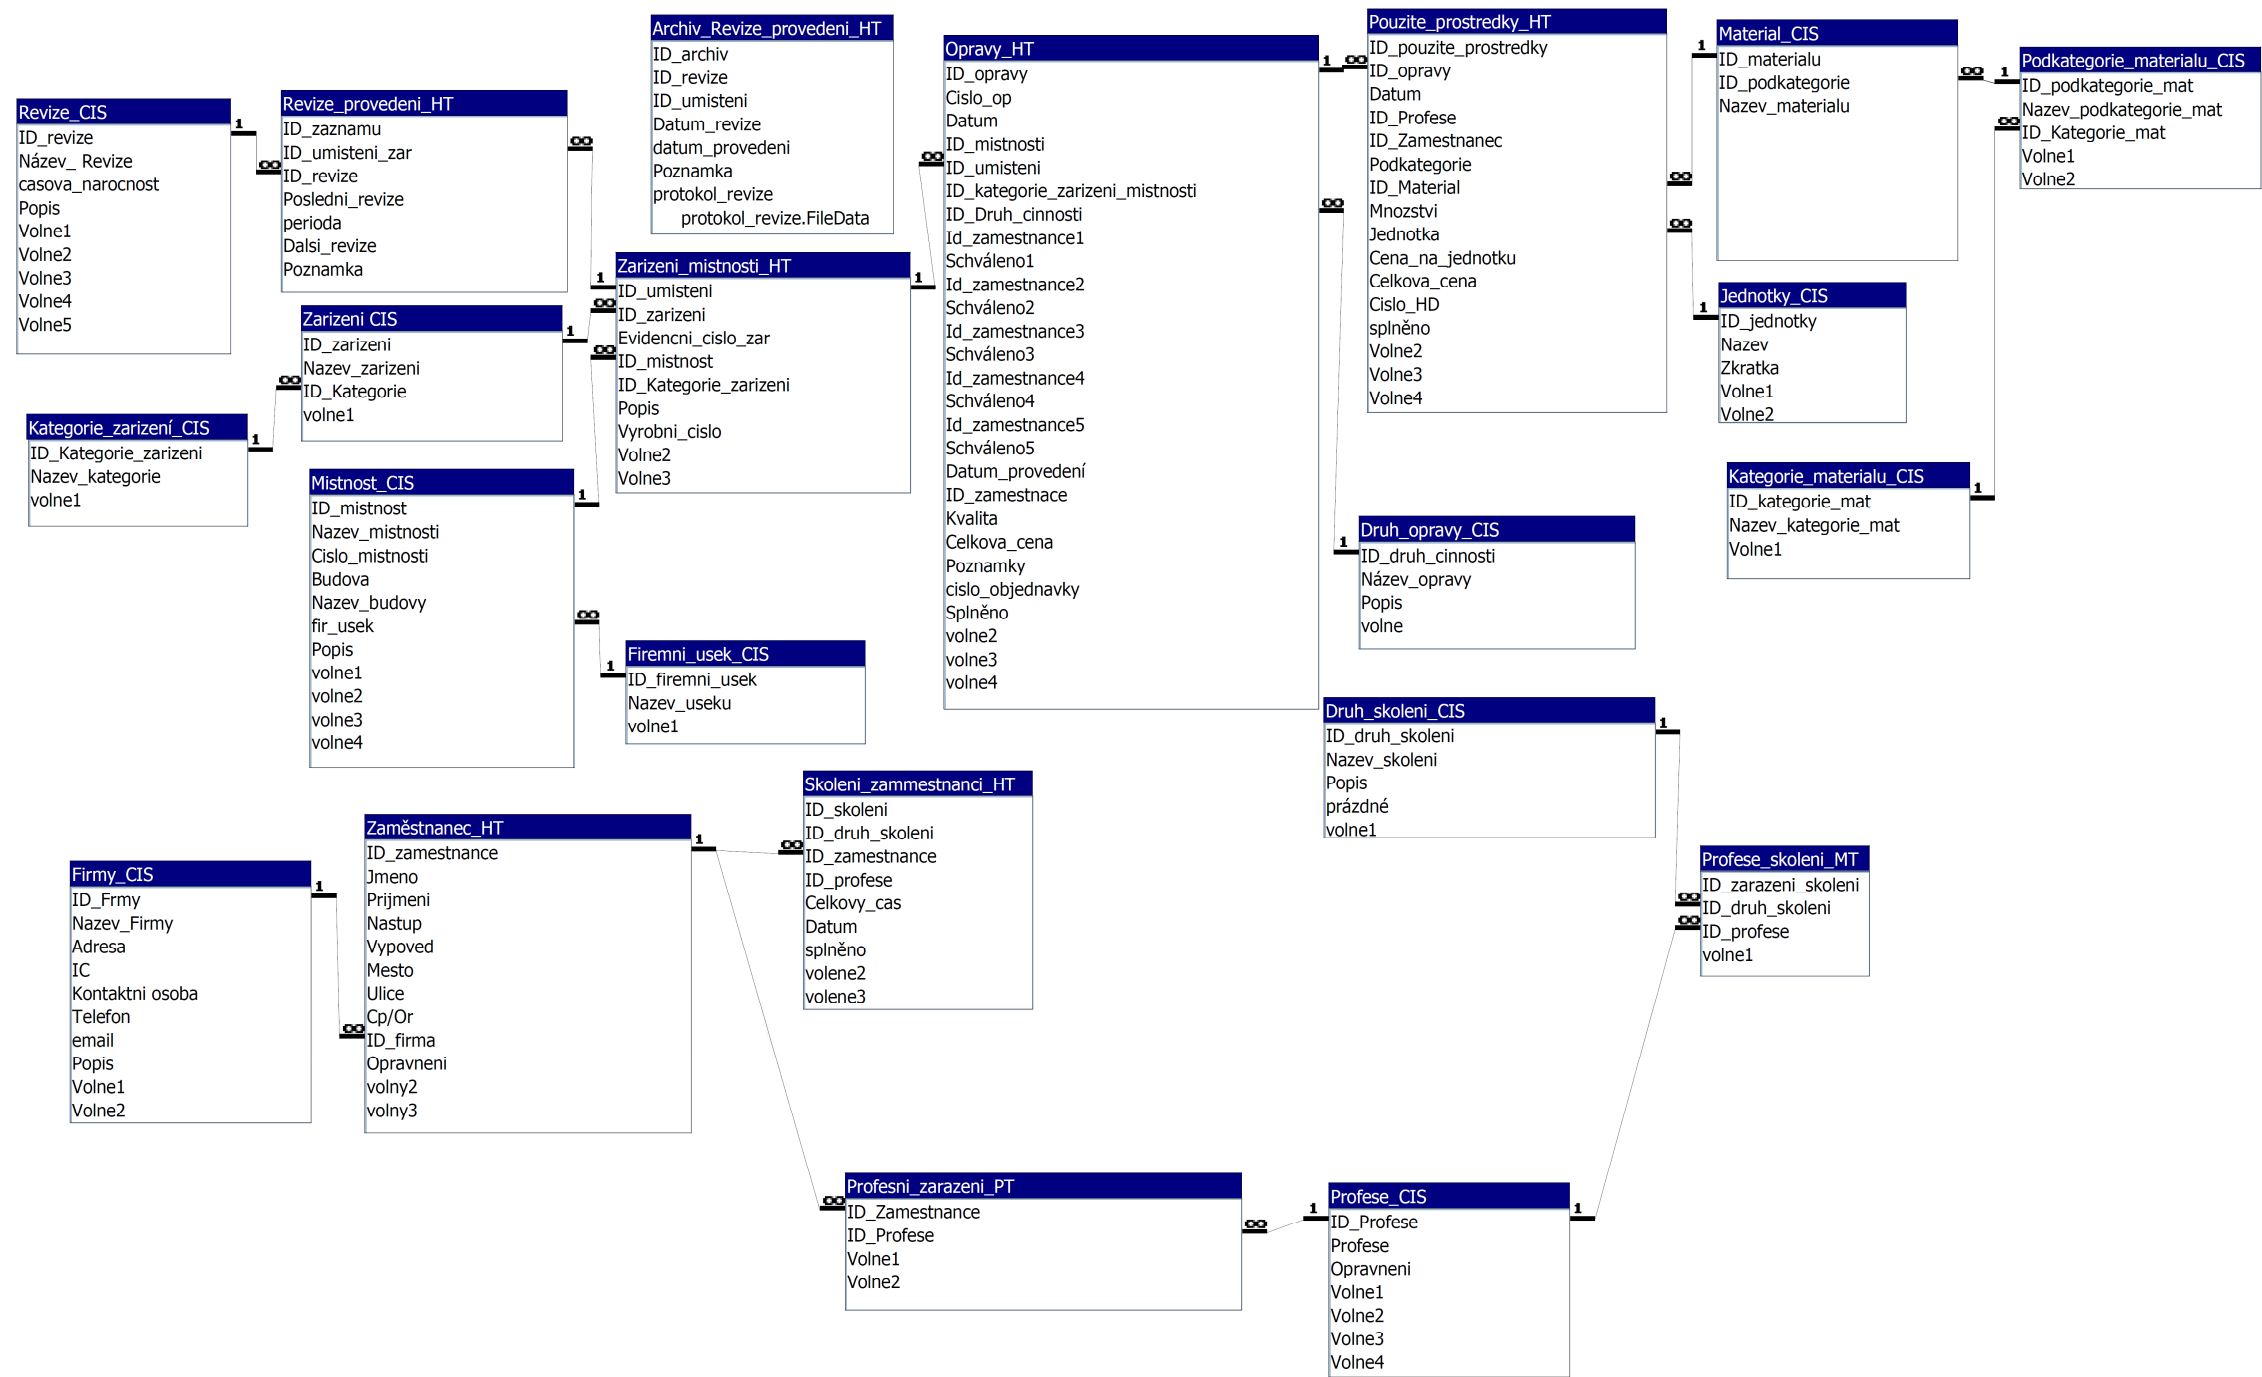 Archiv_Revize_provedeni_HT
ID_archiv
ID_revize
ID_umisteni
Datum_revize
datum_provedeni
Poznamka
protokol_revize
protokol_revize.FileData
Opravy_HT
ID_opravy
Cislo_op
Datum
ID_mistnosti
ID_umisteni
ID_kategorie_zarizeni_mistnosti
ID_Druh_cinnosti
Id_zamestnance1
Schváleno1
Id_zamestnance2
Schváleno2
Id_zamestnance3
Schváleno3
Id_zamestnance4
Schváleno4
Id_zamestnance5
Schváleno5
Datum_provedení
ID_zamestnace
Kvalita
Celkova_cena
Poznamky
cislo_objednavky
Splněno
volne2
volne3
volne4
Pouzite_prostredky_HT
ID_pouzite_prostredky
ID_opravy
Datum
ID_Profese
ID_Zamestnanec
Podkategorie
ID_Material
Mnozstvi
Jednotka
Cena_na_jednotku
Celkova_cena
Cislo_HD
splněno
Volne2
Volne3
Volne4
Material_CIS
ID_materialu
ID_podkategorie
Nazev_materialu
Podkategorie_materialu_CIS
ID_podkategorie_mat
Nazev_podkategorie_mat
ID_Kategorie_mat
Volne1
Volne2
Revize_CIS
ID_revize
Název_ Revize
casova_narocnost
Popis
Volne1
Volne2
Volne3
Volne4
Volne5
Revize_provedeni_HT
ID_zaznamu
ID_umisteni_zar
ID_revize
Posledni_revize
perioda
Dalsi_revize
Poznamka
Zarizeni_mistnosti_HT
ID_umisteni
ID_zarizeni
Evidencni_cislo_zar
ID_mistnost
ID_Kategorie_zarizeni
Popis
Vyrobni_cislo
Volne2
Volne3
Zarizeni CIS
ID_zarizeni
Nazev_zarizeni
ID_Kategorie
volne1
Jednotky_CIS
ID_jednotky
Nazev
Zkratka
Volne1
Volne2
Kategorie_zarizení_CIS
ID_Kategorie_zarizeni
Nazev_kategorie
volne1
Mistnost_CIS
ID_mistnost
Nazev_mistnosti
Cislo_mistnosti
Budova
Nazev_budovy
fir_usek
Popis
volne1
volne2
volne3
volne4
Kategorie_materialu_CIS
ID_kategorie_mat
Nazev_kategorie_mat
Volne1
Druh_opravy_CIS
ID_druh_cinnosti
Název_opravy
Popis
volne
Firemni_usek_CIS
ID_firemni_usek
Nazev_useku
volne1
Druh_skoleni_CIS
ID_druh_skoleni
Nazev_skoleni
Popis
prázdné
volne1
Skoleni_zammestnanci_HT
ID_skoleni
ID_druh_skoleni
ID_zamestnance
ID_profese
Celkovy_cas
Datum
splněno
volene2
volene3
Zaměstnanec_HT
ID_zamestnance
Jmeno
Prijmeni
Nastup
Vypoved
Mesto
Ulice
Cp/Or
ID_firma
Opravneni
volny2
volny3
Profese_skoleni_MT
ID_zarazeni_skoleni
ID_druh_skoleni
ID_profese
volne1
Firmy_CIS
ID_Frmy
Nazev_Firmy
Adresa
IC
Kontaktni osoba
Telefon
email
Popis
Volne1
Volne2
Profesni_zarazeni_PT
ID_Zamestnance
ID_Profese
Volne1
Volne2
Profese_CIS
ID_Profese
Profese
Opravneni
Volne1
Volne2
Volne3
Volne4